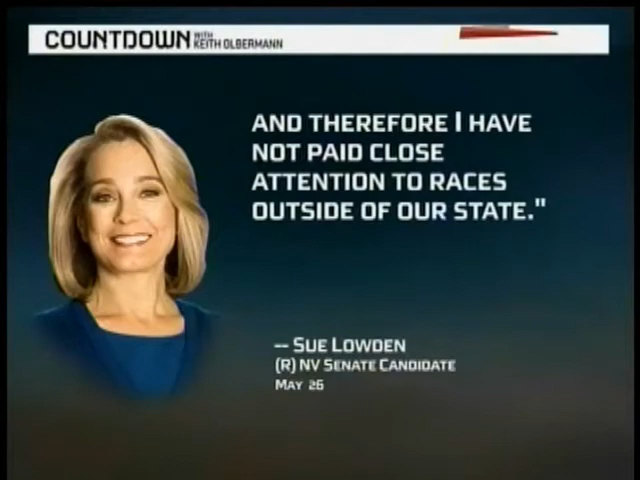 COUNTDOWN WITH KEITH OLBERMANN
AND THEREFORE I HAVE
NOT PAID CLOSE
ATTENTION TO RACES
OUTSIDE OF OUR STATE."
-- SUE LOWDEN
(R) NV SENATE CANDIDATE
MAY 26